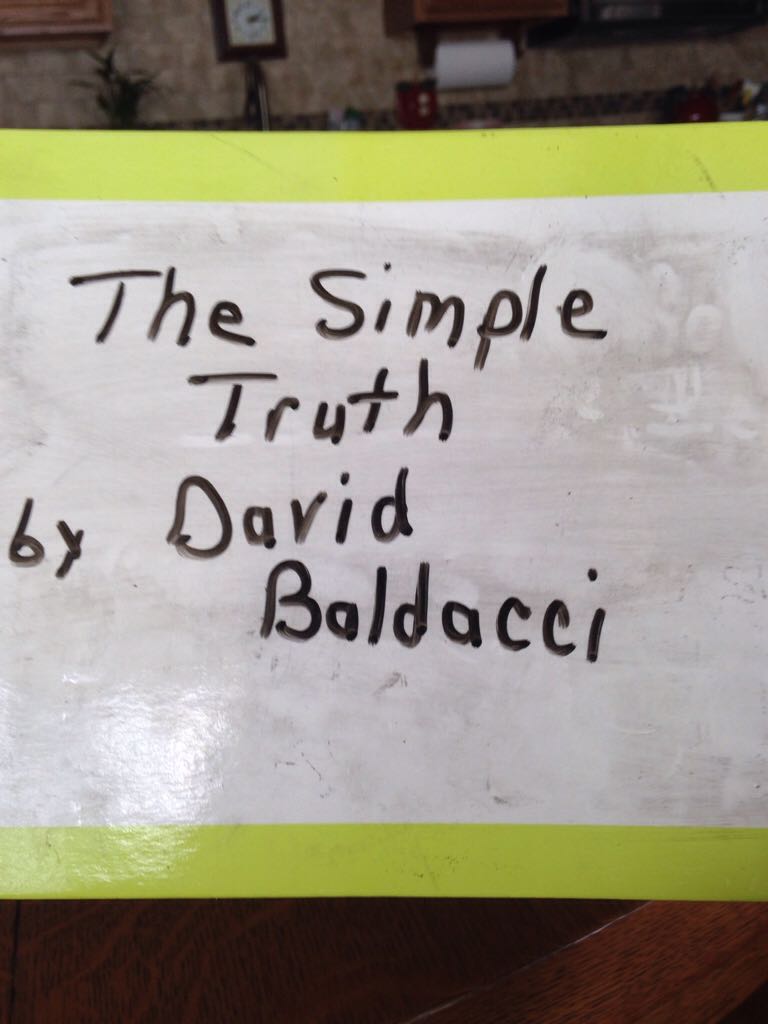 The Simple
Truth
by David
Baldacci